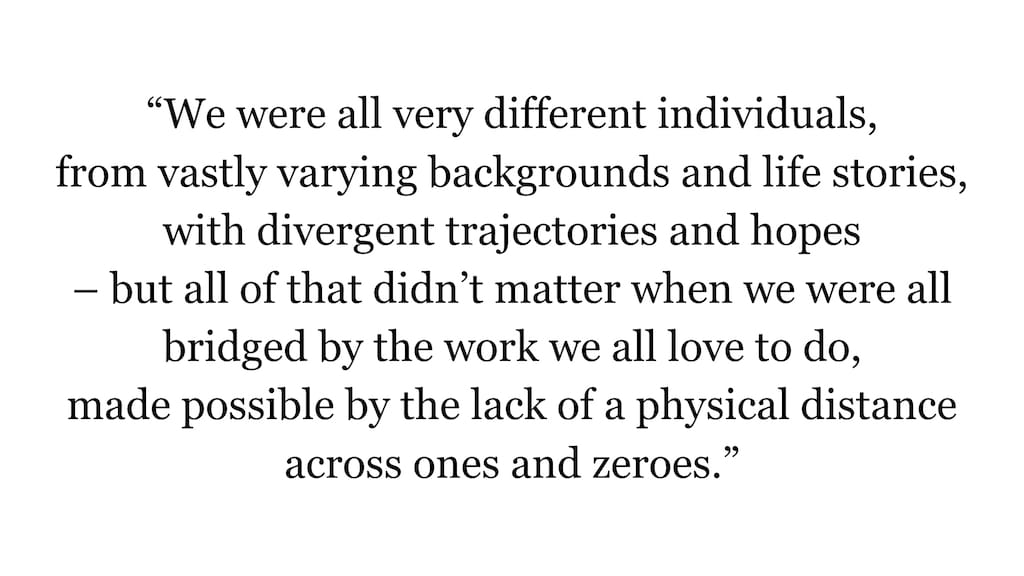 “We were all very different individuals,
from vastly varying backgrounds and life stories,
with divergent trajectories and hopes
– but all of that didn’t matter when we were all
bridged by the work we all love to do,
made possible by the lack of a physical distance
across ones and zeroes.”